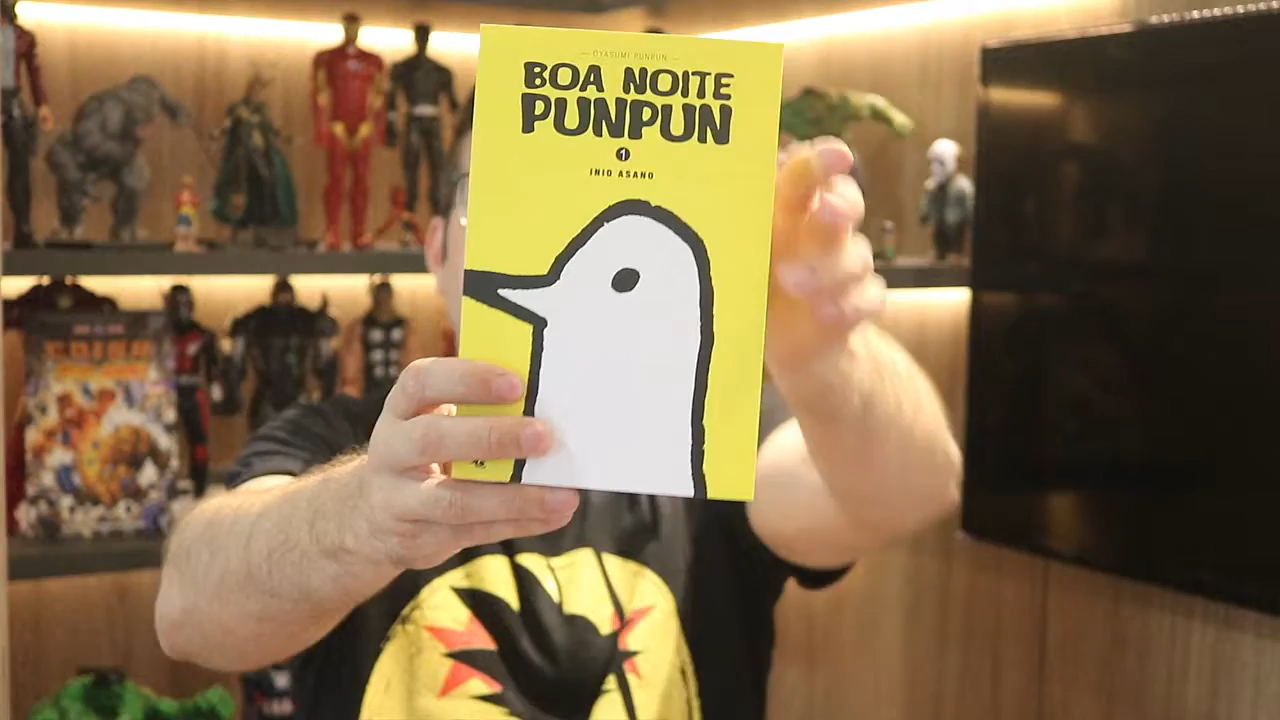 — OYASUMI PUNPUN —
BOA NOITE
PUNPUN
1
INIO ASANO